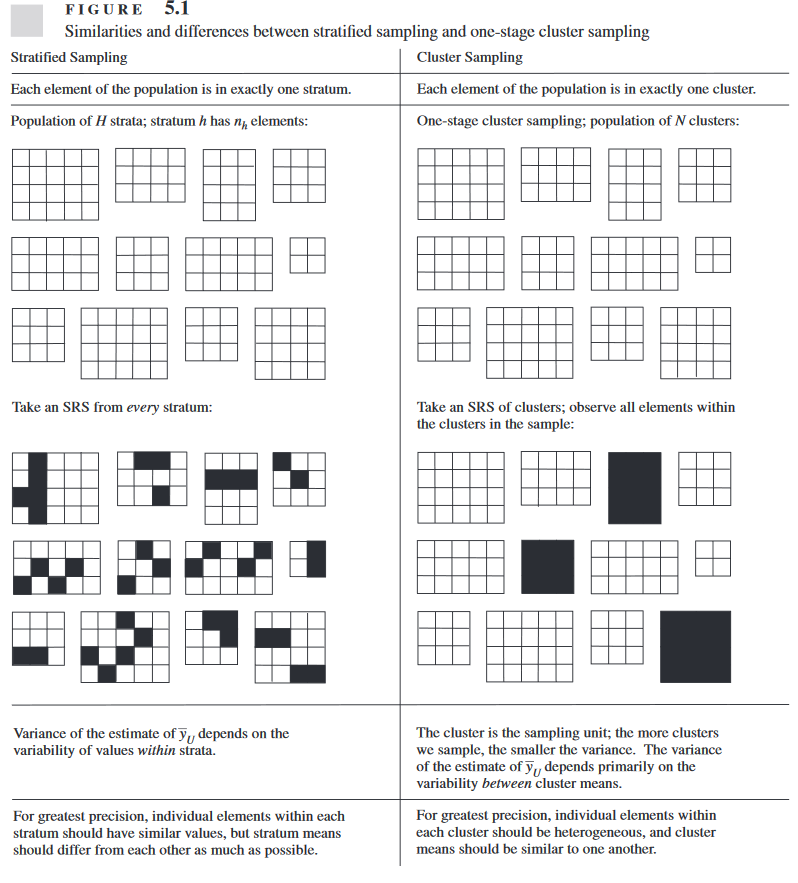 FIGURE 5.1
Similarities and differences between stratified sampling and one-stage cluster sampling
Stratified Sampling
Cluster Sampling
Each element of the population is in exactly one stratum.
Each element of the population is in exactly one cluster.
Population of H strata; stratum h has nh elements:
One-stage cluster sampling; population of N clusters:
Take an SRS from every stratum:
Take an SRS of clusters; observe all elements within
the clusters in the sample:
Variance of the estimate of ȳU depends on the
variability of values within strata.
The cluster is the sampling unit; the more clusters
we sample, the smaller the variance. The variance
of the estimate of ȳU depends primarily on the
variability between cluster means.
For greatest precision, individual elements within each
stratum should have similar values, but stratum means
should differ from each other as much as possible.
For greatest precision, individual elements within
each cluster should be heterogeneous, and cluster
means should be similar to one another.